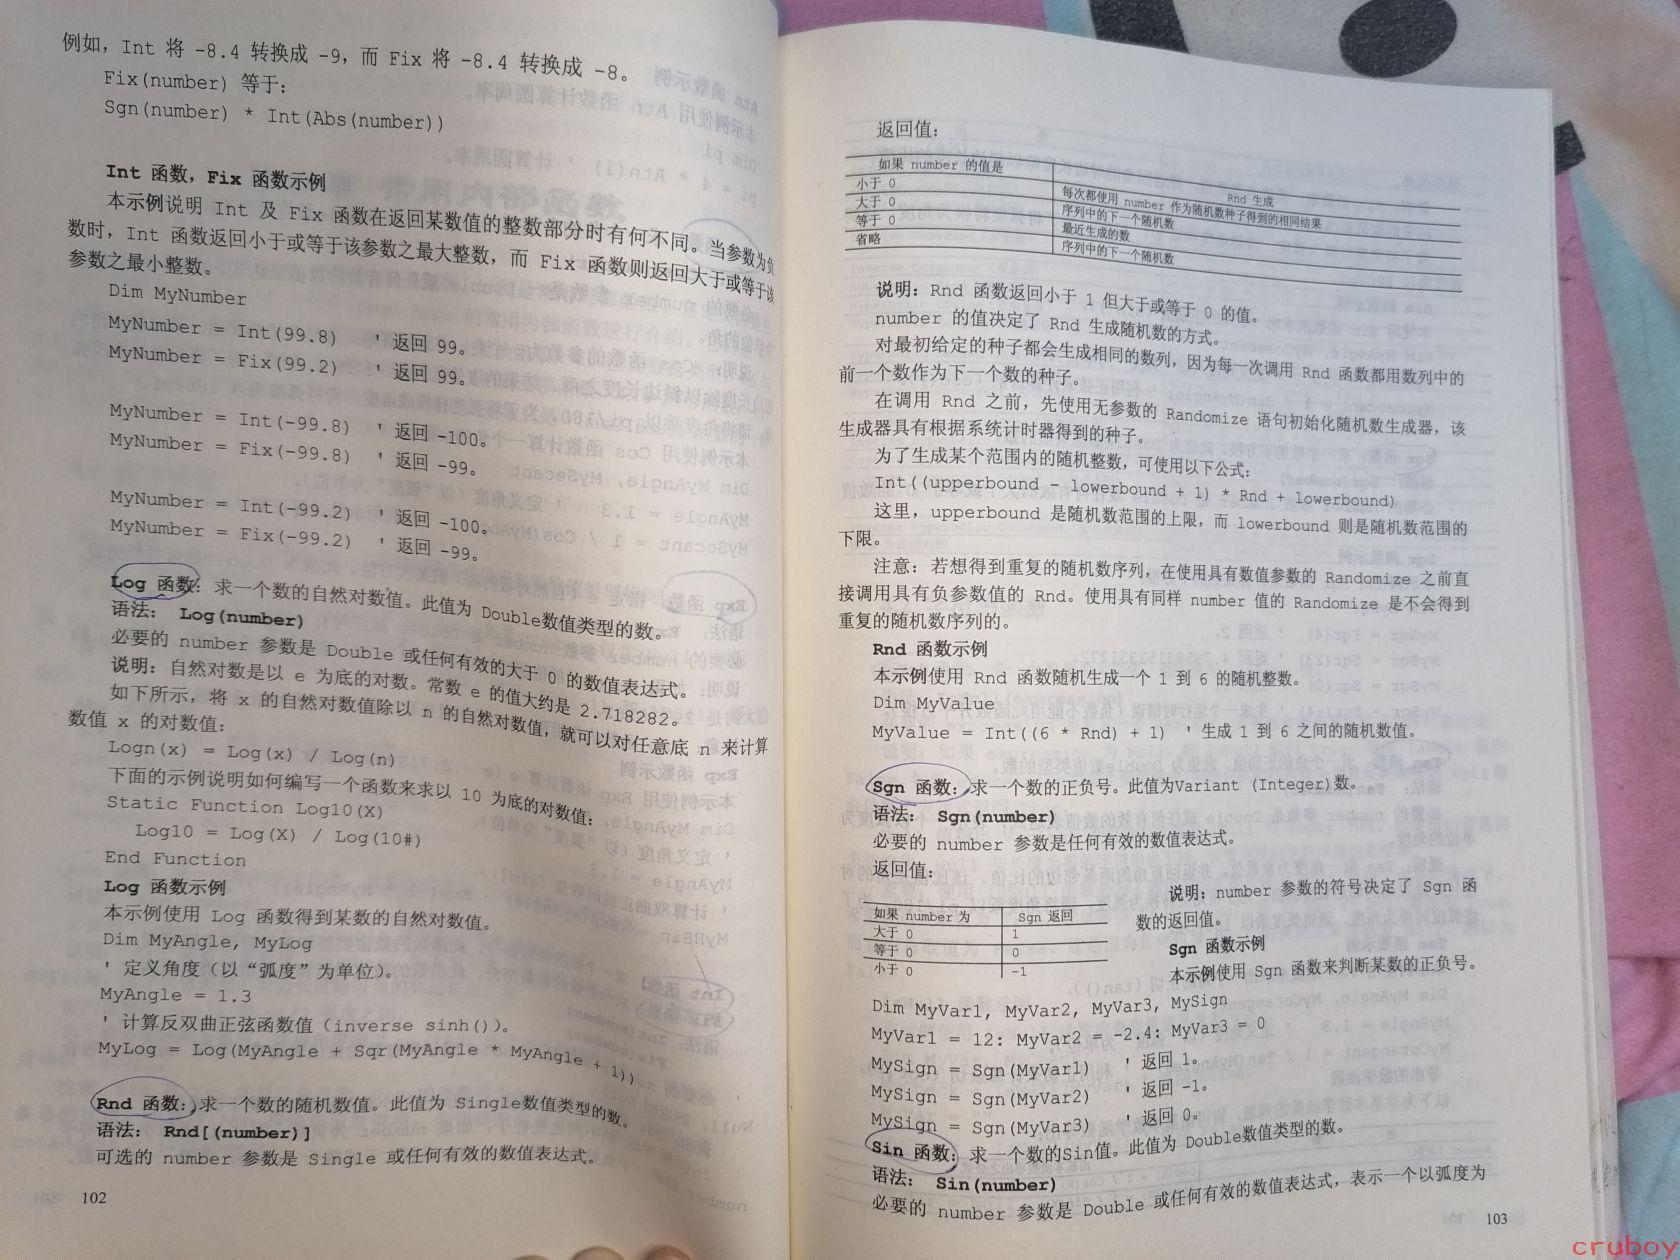 例如，Int 将 -8.4 转换成 -9，而 Fix 将 -8.4 转换成 -8。
Fix(number) 等于:
Sgn(number) * Int(Abs(number))
Int 函数，Fix 函数示例
本示例说明 Int 及 Fix 函数在返回某数值的整数部分时有何不同。当参数为负
数时，Int 函数返回小于或等于该参数之最大整数，而 Fix 函数则返回大于或等于该
参数之最小整数。
Dim MyNumber
MyNumber = Int(99.8) ' 返回 99。
MyNumber = Fix(99.2) ' 返回 99。
MyNumber = Int(-99.8) ' 返回 -100。
MyNumber = Fix(-99.8) ' 返回 -99。
MyNumber = Int(-99.2) ' 返回 -100。
MyNumber = Fix(-99.2) ' 返回 -99。
Log 函数: 求一个数的自然对数值。此值为 Double数值类型的数。
语法: Log(number)
必要的 number 参数是 Double 或任何有效的大于 0 的数值表达式。
说明: 自然对数是以 e 为底的对数。常数 e 的值大约是 2.718282。
如下所示，将 x 的自然对数值除以 n 的自然对数值，就可以对任意底 n 来计算
数值 x 的对数值:
Logn(x) = Log(x) / Log(n)
下面的示例说明如何编写一个函数来求以 10 为底的对数值:
Static Function Log10(X)
Log10 = Log(X) / Log(10#)
End Function
Log 函数示例
本示例使用 Log 函数得到某数的自然对数值。
Dim MyAngle, MyLog
' 定义角度（以“弧度”为单位）。
MyAngle = 1.3
' 计算反双曲正弦函数值（inverse sinh()）。
MyLog = Log(MyAngle + Sqr(MyAngle * MyAngle + 1))
Rnd 函数: 求一个数的随机数值。此值为 Single数值类型的数。
语法: Rnd[(number)]
可选的 number 参数是 Single 或任何有效的数值表达式。
102
返回值:
如果 number 的值是 Rnd 生成
小于 0 每次都使用 number 作为随机数种子得到的相同结果
大于 0 序列中的下一个随机数
等于 0 最近生成的数
省略 序列中的下一个随机数
说明: Rnd 函数返回小于 1 但大于或等于 0 的值。
number 的值决定了 Rnd 生成随机数的方式。
对最初给定的种子都会生成相同的数列，因为每一次调用 Rnd 函数都用数列中的
前一个数作为下一个数的种子。
在调用 Rnd 之前，先使用无参数的 Randomize 语句初始化随机数生成器，该
生成器具有根据系统计时器得到的种子。
为了生成某个范围内的随机整数，可使用以下公式:
Int((upperbound - lowerbound + 1) * Rnd + lowerbound)
这里，upperbound 是随机数范围的上限，而 lowerbound 则是随机数范围的
下限。
注意: 若想得到重复的随机数序列，在使用具有数值参数的 Randomize 之前直
接调用具有负参数值的 Rnd。使用具有同样 number 值的 Randomize 是不会得到
重复的随机数序列的。
Rnd 函数示例
本示例使用 Rnd 函数随机生成一个 1 到 6 的随机整数。
Dim MyValue
MyValue = Int((6 * Rnd) + 1) ' 生成 1 到 6 之间的随机数值。
Sgn 函数: 求一个数的正负号。此值为Variant (Integer)数。
语法: Sgn(number)
必要的 number 参数是任何有效的数值表达式。
返回值:
如果 number 为 Sgn 返回
大于 0 1
等于 0 0
小于 0 -1
说明: number 参数的符号决定了 Sgn 函
数的返回值。
Sgn 函数示例
本示例使用 Sgn 函数来判断某数的正负号。
Dim MyVar1, MyVar2, MyVar3, MySign
MyVar1 = 12: MyVar2 = -2.4: MyVar3 = 0
MySign = Sgn(MyVar1) ' 返回 1。
MySign = Sgn(MyVar2) ' 返回 -1。
MySign = Sgn(MyVar3) ' 返回 0。
Sin 函数: 求一个数的Sin值。此值为 Double数值类型的数。
语法: Sin(number)
必要的 number 参数是 Double 或任何有效的数值表达式，表示一个以弧度为
103
cruboy